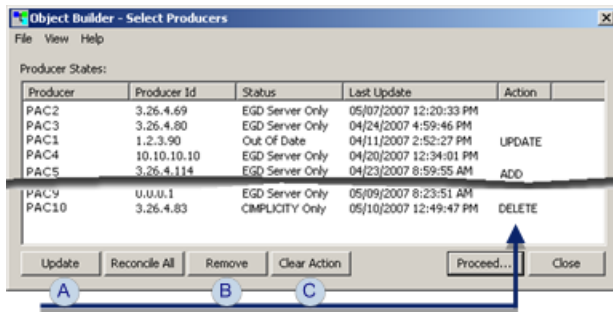 Object Builder - Select Producers
File View Help
Producer States:
Producer Producer Id Status Last Update Action
PAC2 3.26.4.69 EGD Server Only 05/07/2007 12:20:33 PM
PAC3 3.26.4.80 EGD Server Only 04/24/2007 4:59:46 PM
PAC1 1.2.3.90 Out Of Date 04/11/2007 2:52:27 PM UPDATE
PAC4 10.10.10.10 EGD Server Only 04/20/2007 12:34:01 PM
PAC5 3.26.4.114 EGD Server Only 04/23/2007 8:59:55 AM ADD
PAC9 0.0.0.1 EGD Server Only 05/09/2007 8:23:51 AM
PAC10 3.26.4.83 CIMPLICITY Only 05/10/2007 12:49:47 PM DELETE
Update Reconcile All Remove Clear Action Proceed... Close
A B C